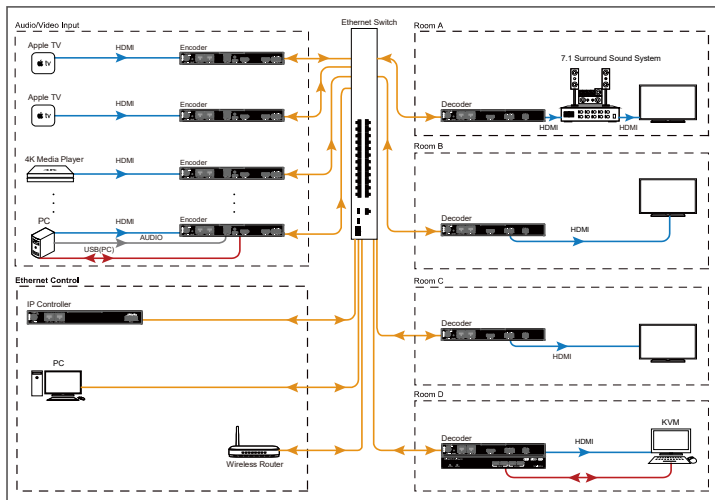 Audio/Video Input
Apple TV
HDMI
Encoder
tv
Apple TV
HDMI
Encoder
tv
4K Media Player
HDMI
Encoder
PC
HDMI
Encoder
AUDIO
USB(PC)
Ethernet Switch
Ethernet Control
IP Controller
PC
Wireless Router
Room A
7.1 Surround Sound System
Decoder
HDMI
HDMI
Room B
Decoder
HDMI
Room C
Decoder
HDMI
Room D
Decoder
HDMI
KVM